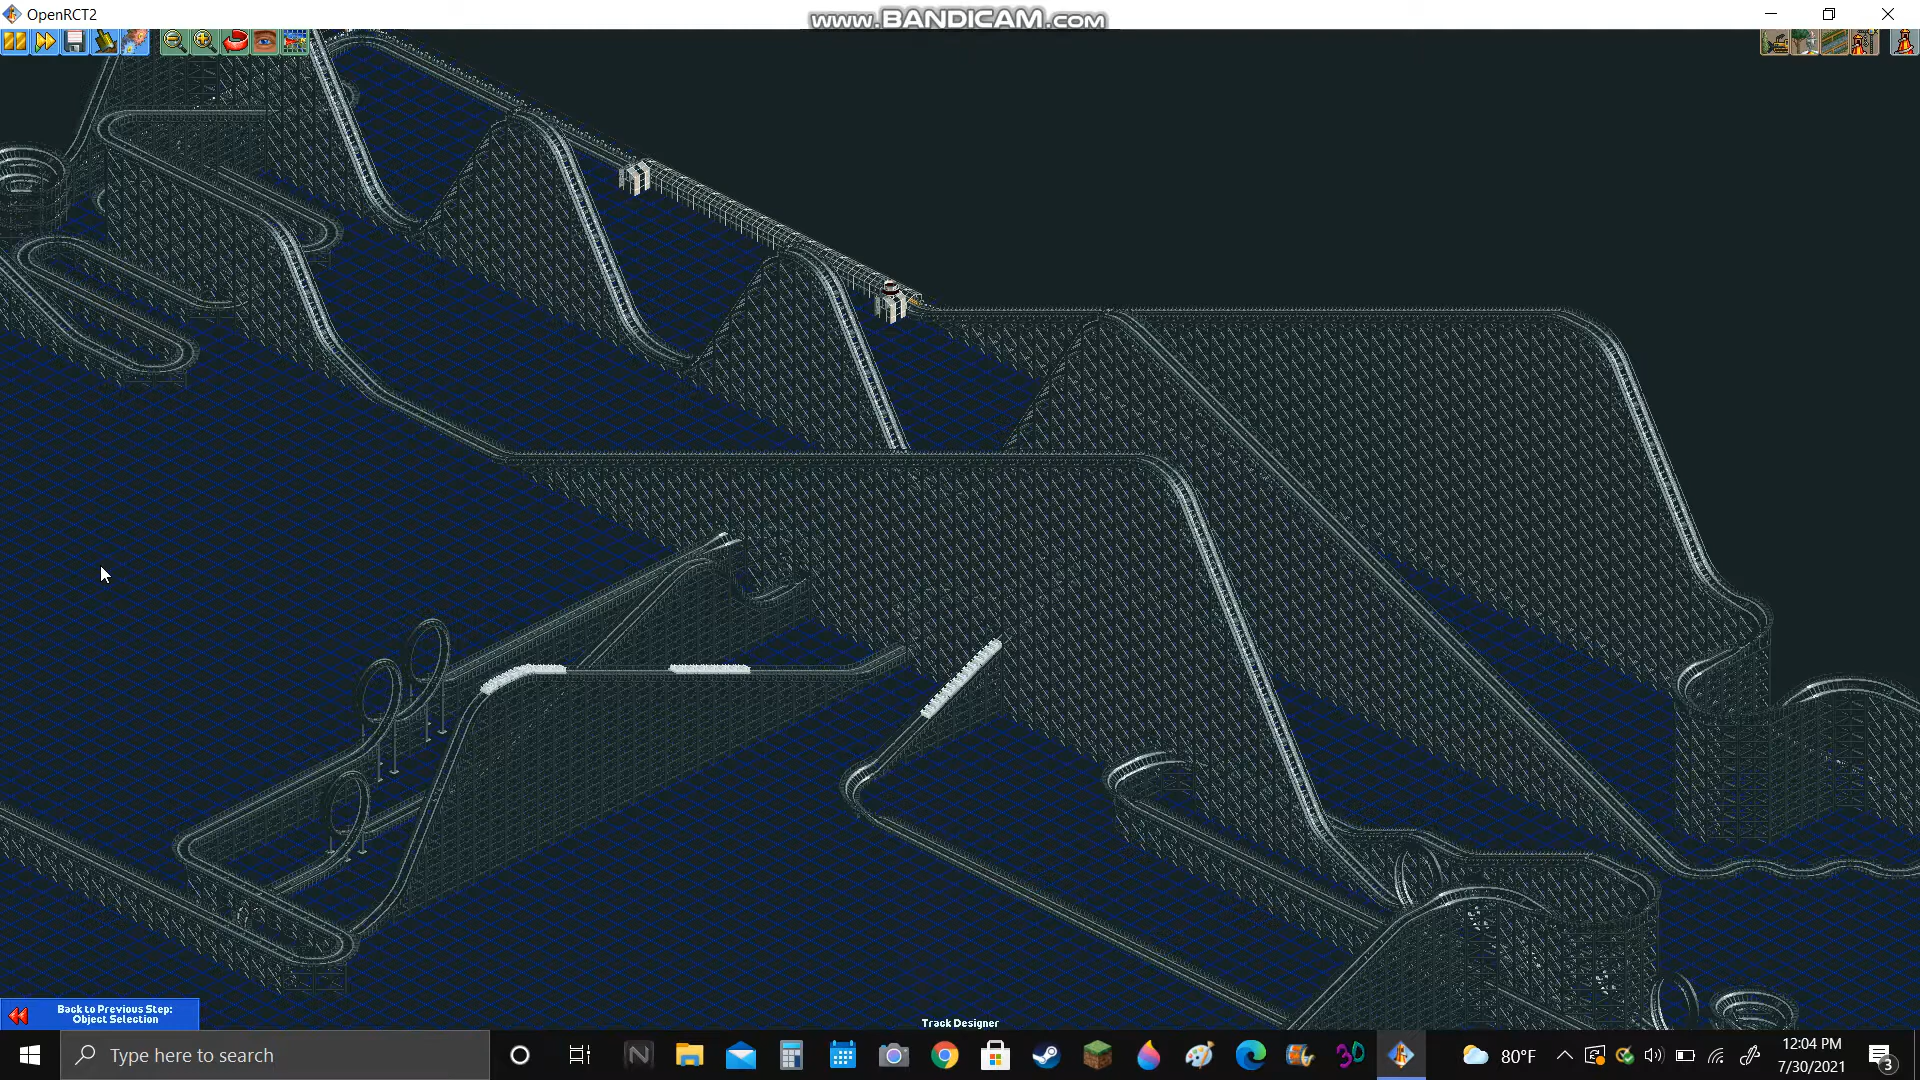 OpenRCT2
www.BANDICAM.com
Back to Previous Step:
Object Selection
Track Designer
Type here to search
80°F
12:04 PM
7/30/2021
3